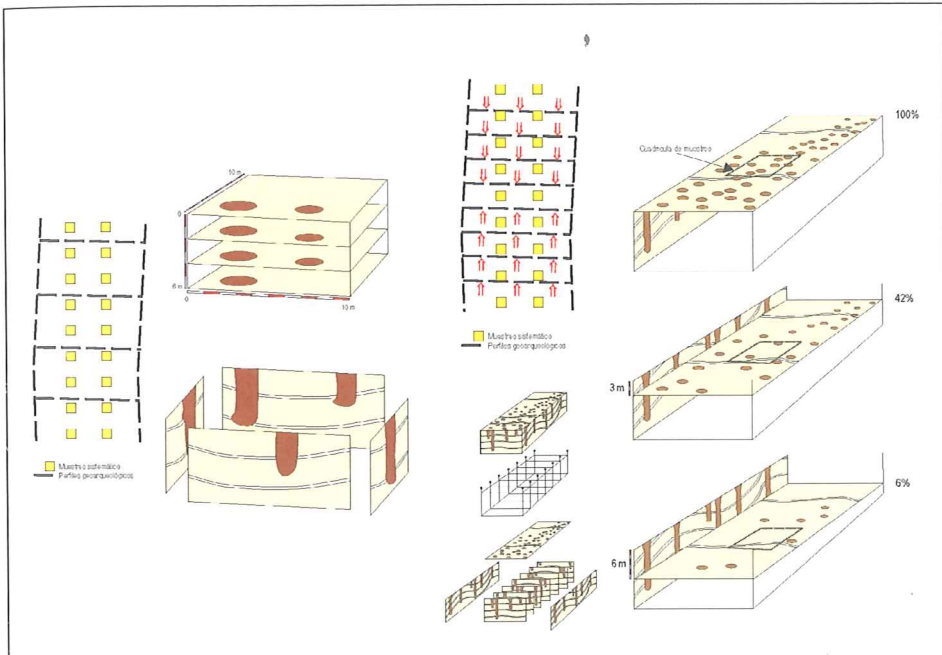 10 m
0
6 m
0
10 m
Muestreo sistemático
Perfiles geoarqueológicos
Muestreo sistemático
Perfiles geoarqueológicos
Cuadrícula de muestreo
100%
42%
3 m
6%
6 m